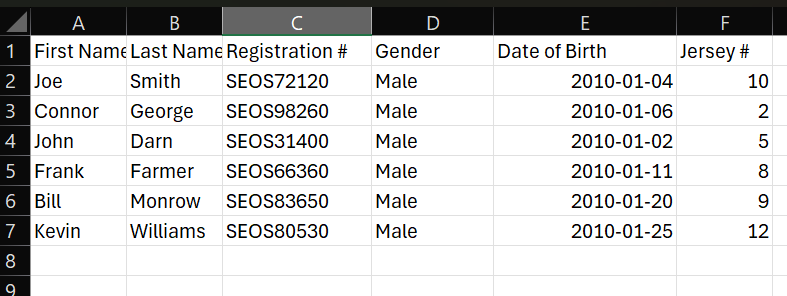 A B C D E F
1 First Name Last Name Registration # Gender Date of Birth Jersey #
2 Joe Smith SEOS72120 Male 2010-01-04 10
3 Connor George SEOS98260 Male 2010-01-06 2
4 John Darn SEOS31400 Male 2010-01-02 5
5 Frank Farmer SEOS66360 Male 2010-01-11 8
6 Bill Monrow SEOS83650 Male 2010-01-20 9
7 Kevin Williams SEOS80530 Male 2010-01-25 12
8
9